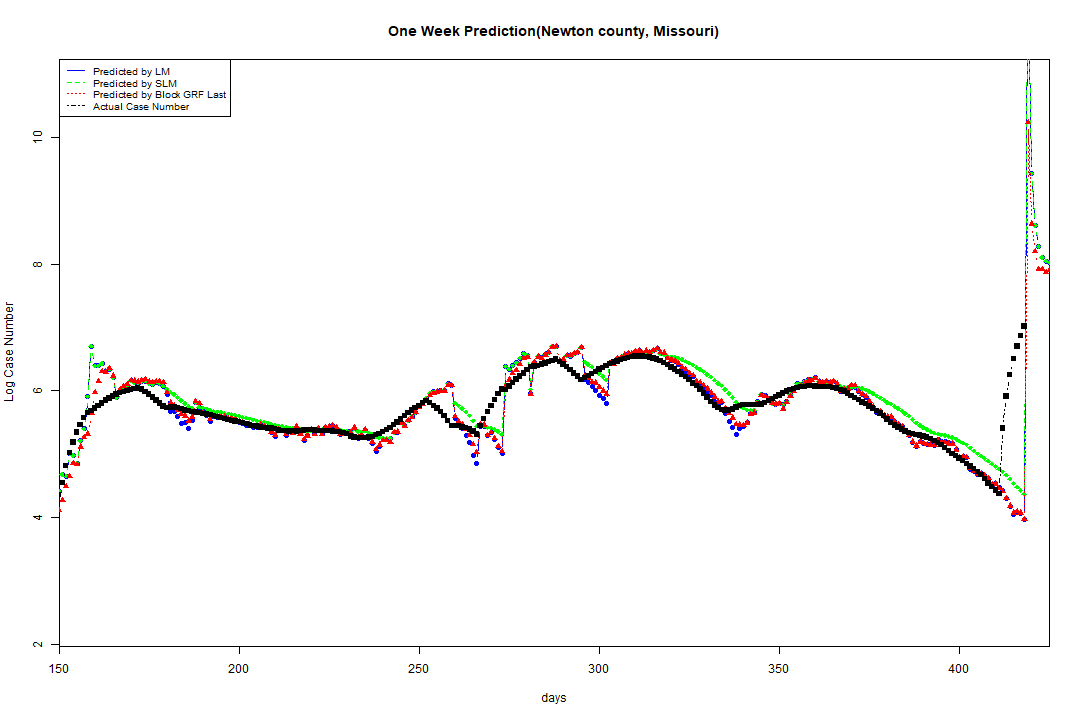 One Week Prediction(Newton county, Missouri)
Predicted by LM
Predicted by SLM
Predicted by Block GRF Last
Actual Case Number
10
8
6
4
2
Log Case Number
150 200 250 300 350 400
days